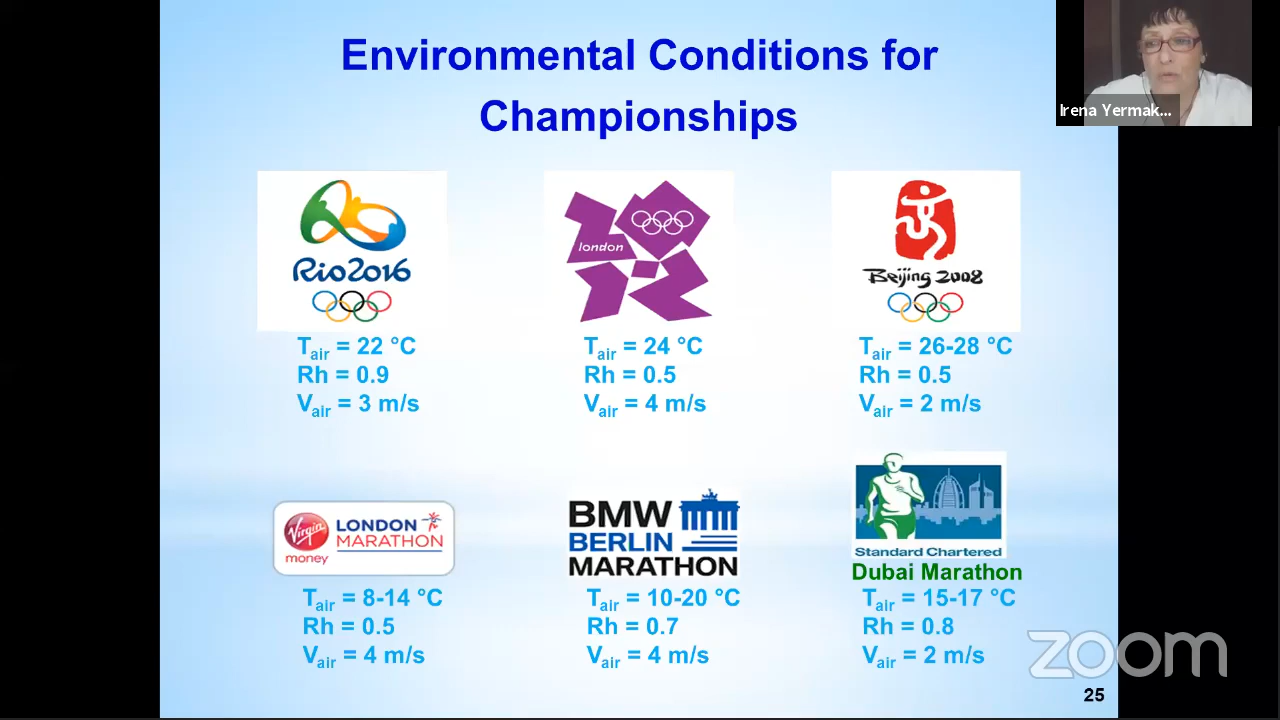 Environmental Conditions for
Championships
Irena Yermak...
Rio2016
london
Beijing 2008
Tair = 22 °C
Rh = 0.9
Vair = 3 m/s
Tair = 24 °C
Rh = 0.5
Vair = 4 m/s
Tair = 26-28 °C
Rh = 0.5
Vair = 2 m/s
Virgin
money
LONDON
MARATHON
BMW
BERLIN
MARATHON
Standard Chartered
Dubai Marathon
Tair = 8-14 °C
Rh = 0.5
Vair = 4 m/s
Tair = 10-20 °C
Rh = 0.7
Vair = 4 m/s
Tair = 15-17 °C
Rh = 0.8
Vair = 2 m/s
zoom
25